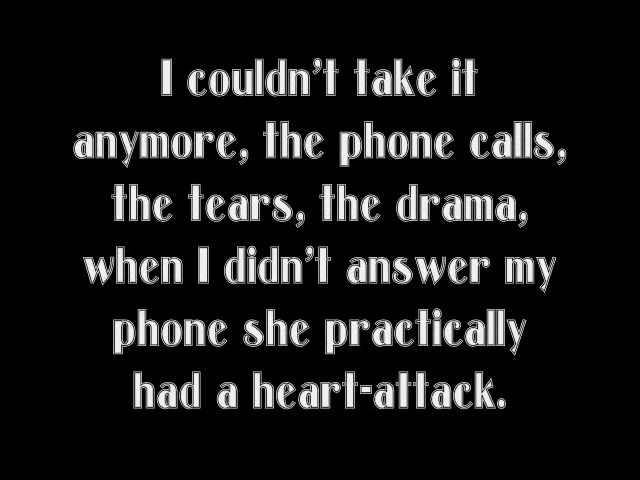 I couldn't take it
anymore, the phone calls,
the tears, the drama,
when I didn't answer my
phone she practically
had a heart-attack.